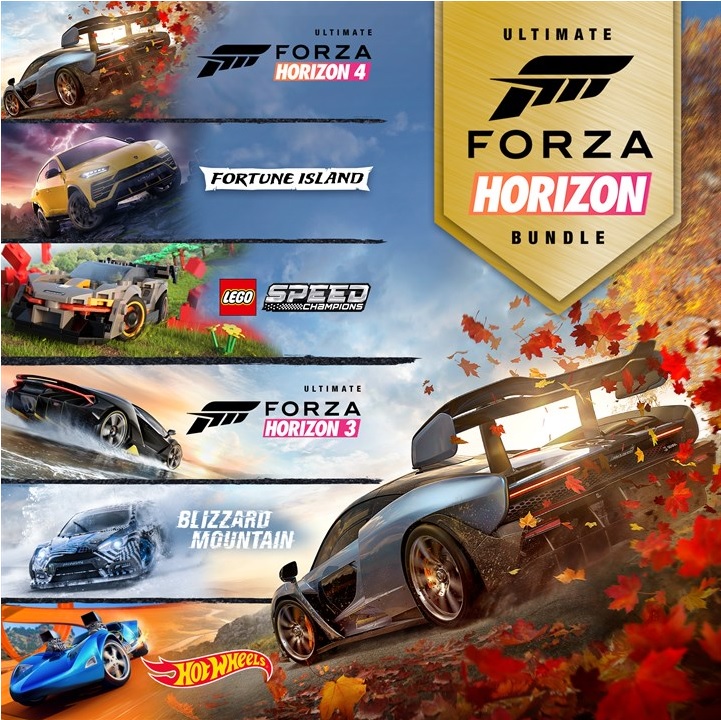 ULTIMATE
FORZA
HORIZON 4
FORTUNE ISLAND
LEGO SPEED
CHAMPIONS
ULTIMATE
FORZA
HORIZON 3
BLIZZARD
MOUNTAIN
HOT WHEELS
ULTIMATE
FORZA
HORIZON
BUNDLE